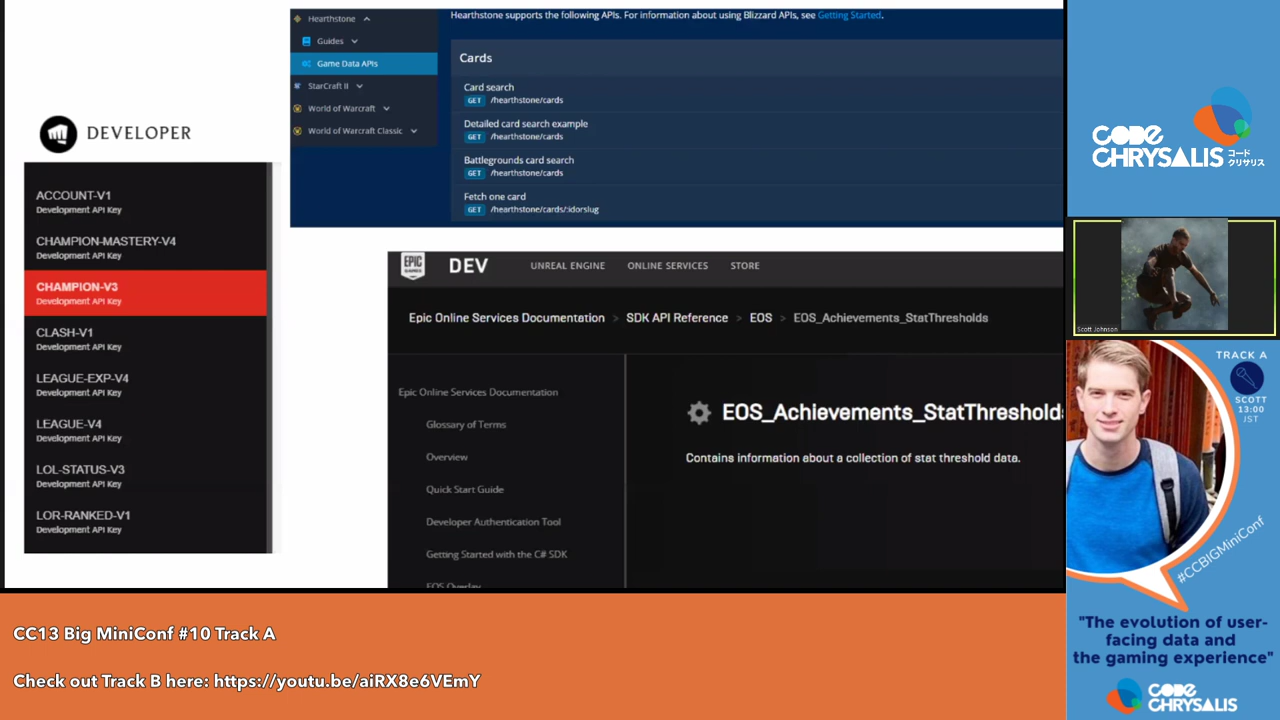 DEVELOPER
ACCOUNT-V1
Development API Key
CHAMPION-MASTERY-V4
Development API Key
CHAMPION-V3
Development API Key
CLASH-V1
Development API Key
LEAGUE-EXP-V4
Development API Key
LEAGUE-V4
Development API Key
LOL-STATUS-V3
Development API Key
LOR-RANKED-V1
Development API Key
Hearthstone
Guides
Game Data APIs
StarCraft II
World of Warcraft
World of Warcraft Classic
Hearthstone supports the following APIs. For information about using Blizzard APIs, see Getting Started.
Cards
Card search
GET /hearthstone/cards
Detailed card search example
GET /hearthstone/cards
Battlegrounds card search
GET /hearthstone/cards
Fetch one card
GET /hearthstone/cards/:idorslug
EPIC GAMES
DEV
UNREAL ENGINE ONLINE SERVICES STORE
Epic Online Services Documentation > SDK API Reference > EOS > EOS_Achievements_StatThresholds
Epic Online Services Documentation
Glossary of Terms
Overview
Quick Start Guide
Developer Authentication Tool
Getting Started with the C# SDK
EOS Overlay
EOS_Achievements_StatThresholds
Contains information about a collection of stat threshold data.
CODE
CHRYSALIS
コード
クリサリス
Scott Johnson
TRACK A
SCOTT
13:00
JST
#CCBIGMiniConf
"The evolution of user-
facing data and
the gaming experience"
CODE
CHRYSALIS
CC13 Big MiniConf #10 Track A
Check out Track B here: https://youtu.be/aiRX8e6VEmY